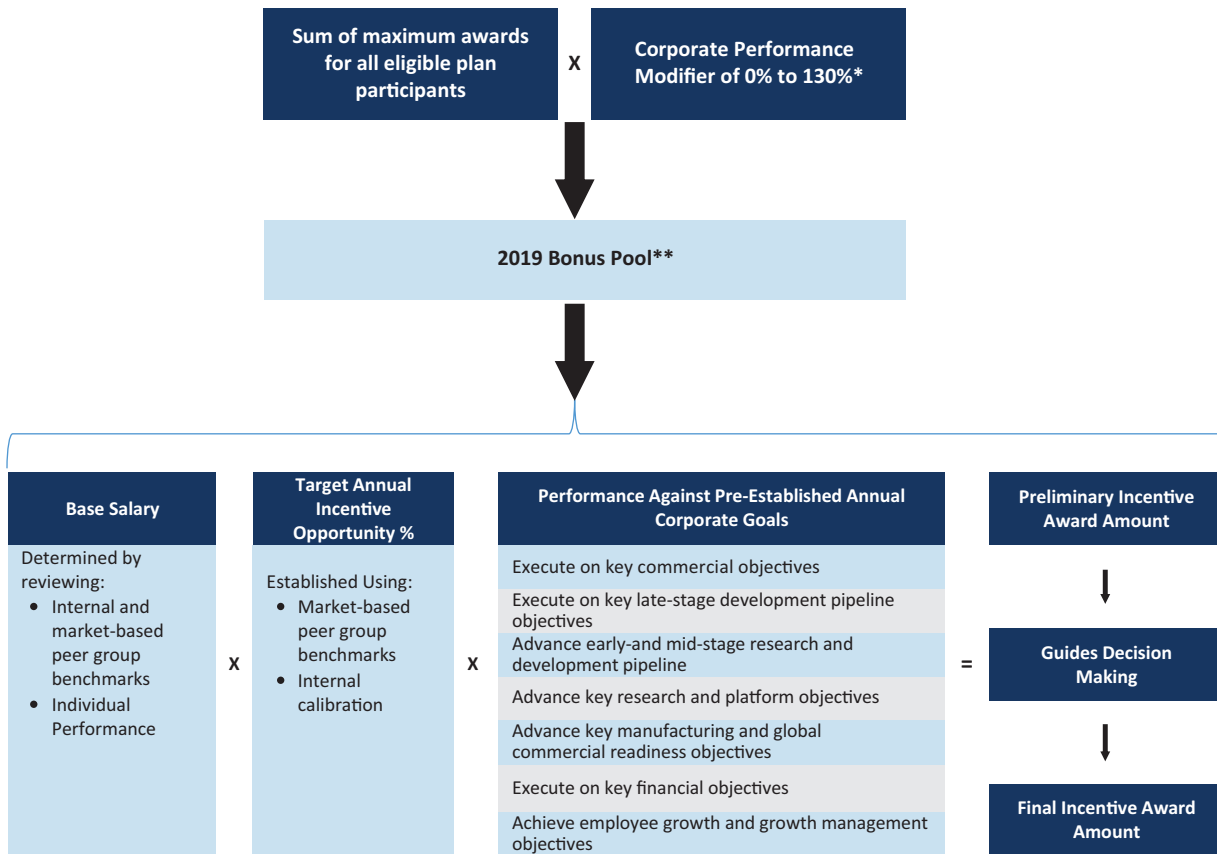 Sum of maximum awards
for all eligible plan
participants
X
Corporate Performance
Modifier of 0% to 130%*
2019 Bonus Pool**
Base Salary
Determined by
reviewing:
• Internal and
market-based
peer group
benchmarks
• Individual
Performance
X
Target Annual
Incentive
Opportunity %
Established Using:
• Market-based
peer group
benchmarks
• Internal
calibration
X
Performance Against Pre-Established Annual
Corporate Goals
Execute on key commercial objectives
Execute on key late-stage development pipeline
objectives
Advance early-and mid-stage research and
development pipeline
Advance key research and platform objectives
Advance key manufacturing and global
commercial readiness objectives
Execute on key financial objectives
Achieve employee growth and growth management
objectives
=
Preliminary Incentive
Award Amount
Guides Decision
Making
Final Incentive Award
Amount